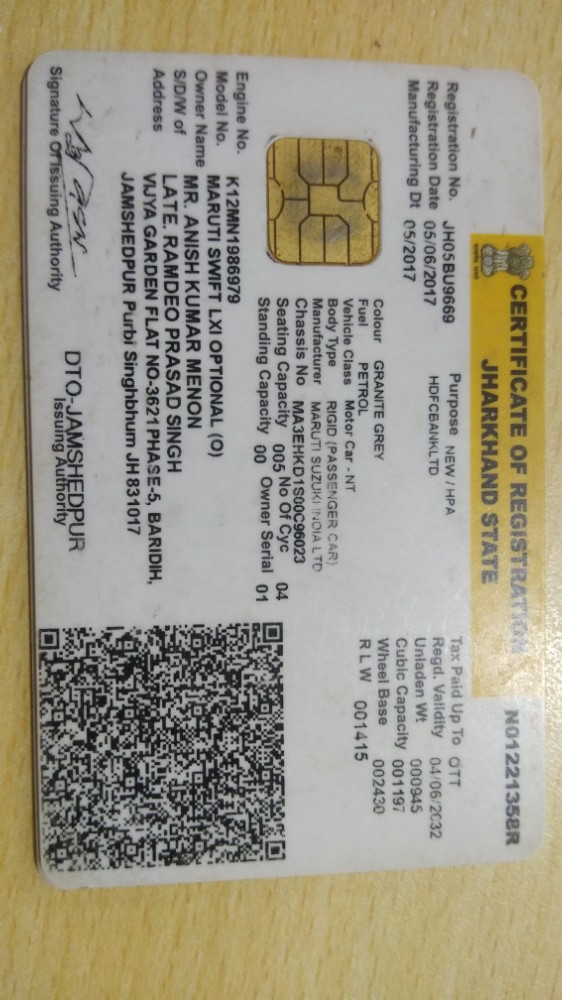 CERTIFICATE OF REGISTRATION N01221358R
JHARKHAND STATE
Registration No. JH05BU9669 Purpose NEW / HPA Tax Paid Up To OTT
Registration Date 05/06/2017 HDFCBANKLTD Regd. Validity 04/06/2032
Manufacturing Dt 05/2017 Unladen Wt 000945
Colour GRANITE GREY Cubic Capacity 001197
Fuel PETROL Wheel Base 002430
Vehicle Class Motor Car - NT R L W 001415
Body Type RIGID (PASSENGER CAR)
Manufacturer MARUTI SUZUKI INDIA LTD
Chassis No MA3EHKD1S00C96023
Seating Capacity 005 No Of Cyc 04
Standing Capacity 00 Owner Serial 01
Engine No. K12MN1986979
Model No. MARUTI SWIFT LXI OPTIONAL (O)
Owner Name MR. ANISH KUMAR MENON
S/D/W of LATE. RAMDEO PRASAD SINGH
Address VIJYA GARDEN FLAT NO-3621 PHASE-5, BARIDIH,
JAMSHEDPUR Purbi Singhbhum JH 831017
DTO-JAMSHEDPUR
Signature Of Issuing Authority Issuing Authority